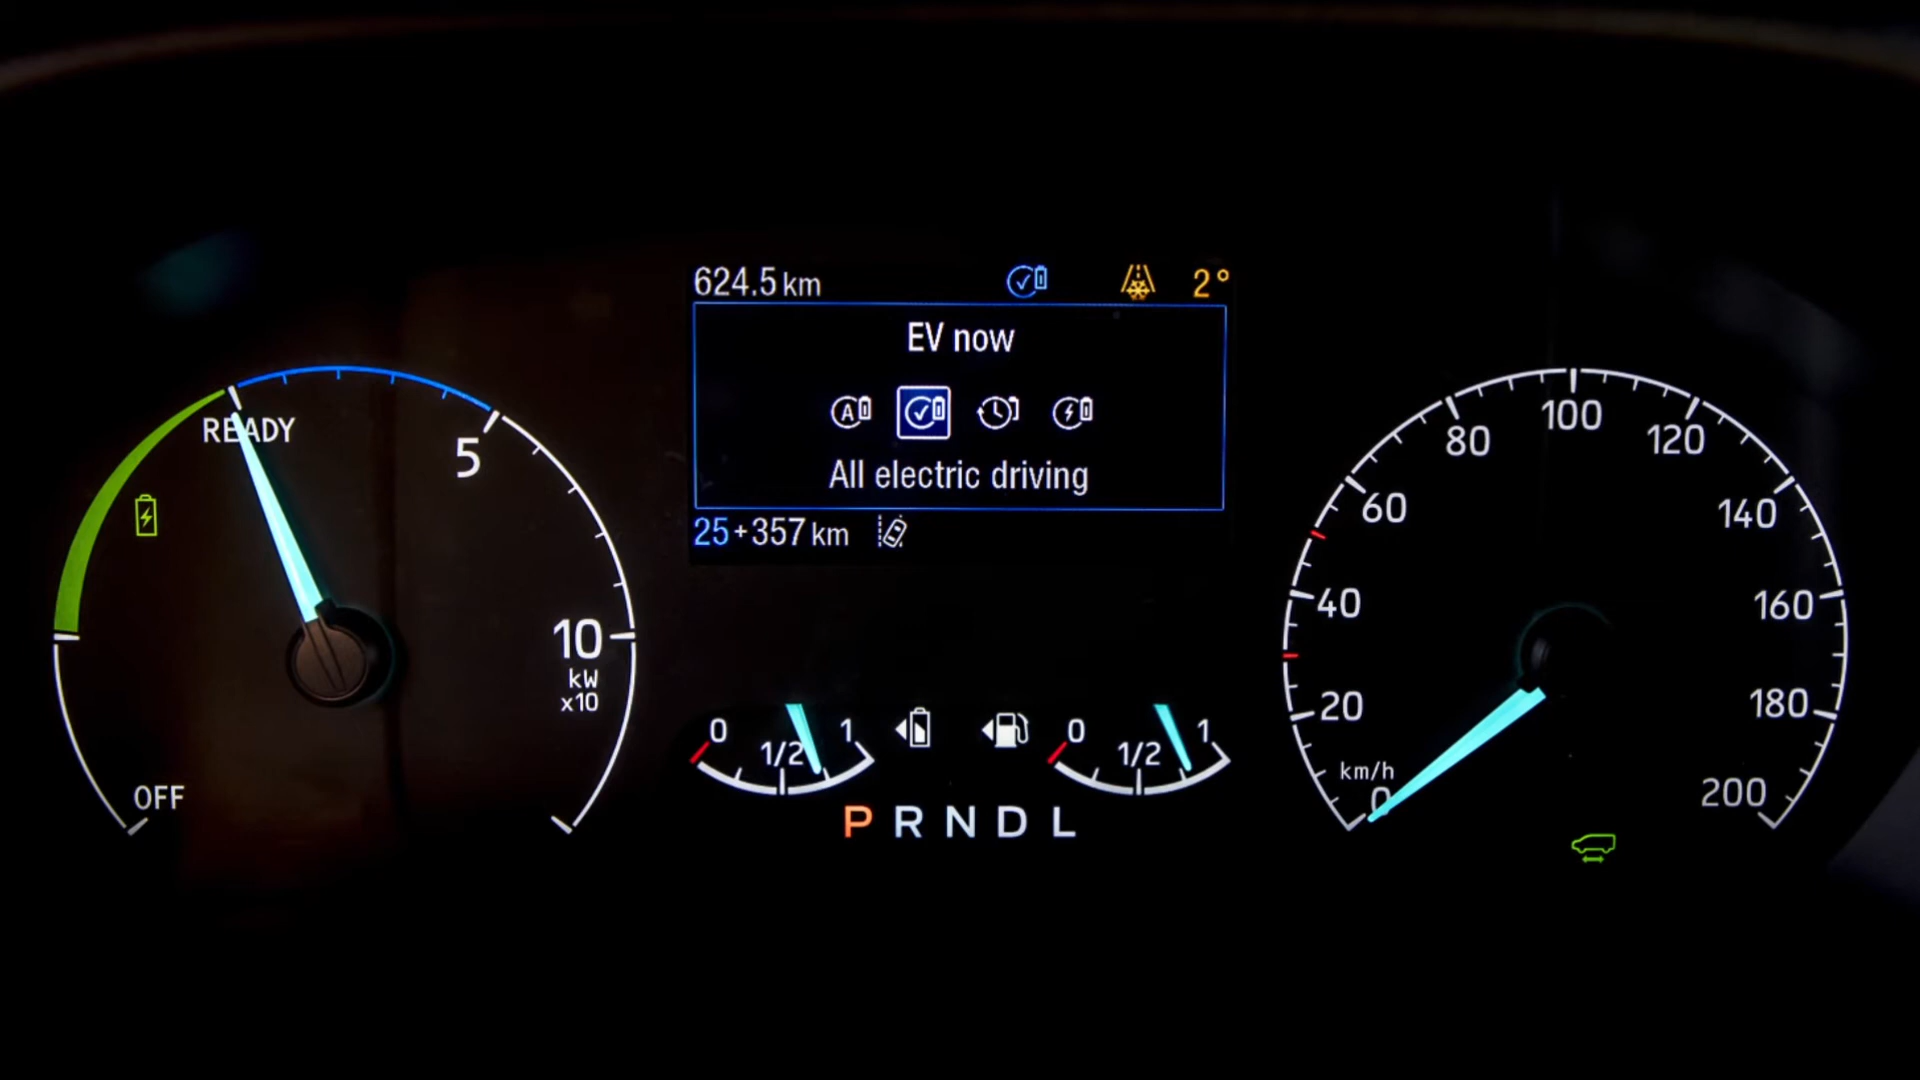 624.5 km 2°
EV now
A
All electric driving
25+357 km
READY
5
10
kW
x10
OFF
0 1/2 1
0 1/2 1
P R N D L
0
20
40
60
80
100
120
140
160
180
200
km/h